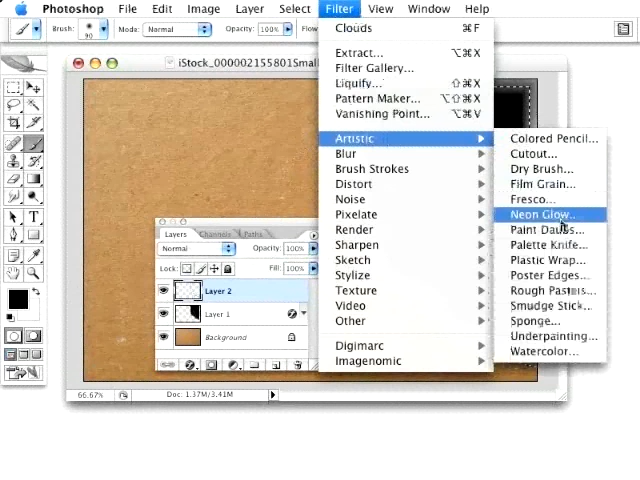 Photoshop File Edit Image Layer Select Filter View Window Help
Brush: 90 Mode: Normal Opacity: 100% Flow
iStock_000002155801Small
Clouds ⌘F
Extract... ⌥⌘X
Filter Gallery...
Liquify... ⇧⌘X
Pattern Maker... ⌥⇧⌘X
Vanishing Point... ⌥⌘V
Artistic
Blur
Brush Strokes
Distort
Noise
Pixelate
Render
Sharpen
Sketch
Stylize
Texture
Video
Other
Digimarc
Imagenomic
Colored Pencil...
Cutout...
Dry Brush...
Film Grain...
Fresco...
Neon Glow...
Paint Daubs...
Palette Knife...
Plastic Wrap...
Poster Edges...
Rough Pastels...
Smudge Stick...
Sponge...
Underpainting...
Watercolor...
Layers Channels Paths
Normal Opacity: 100%
Lock: Fill: 100%
Layer 2
Layer 1
Background
66.67% Doc: 1.37M/3.41M